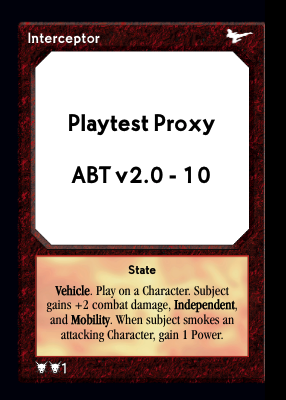 Interceptor
Playtest Proxy
ABT v2.0 - 10
State
Vehicle. Play on a Character. Subject
gains +2 combat damage, Independent,
and Mobility. When subject smokes an
attacking Character, gain 1 Power.
1